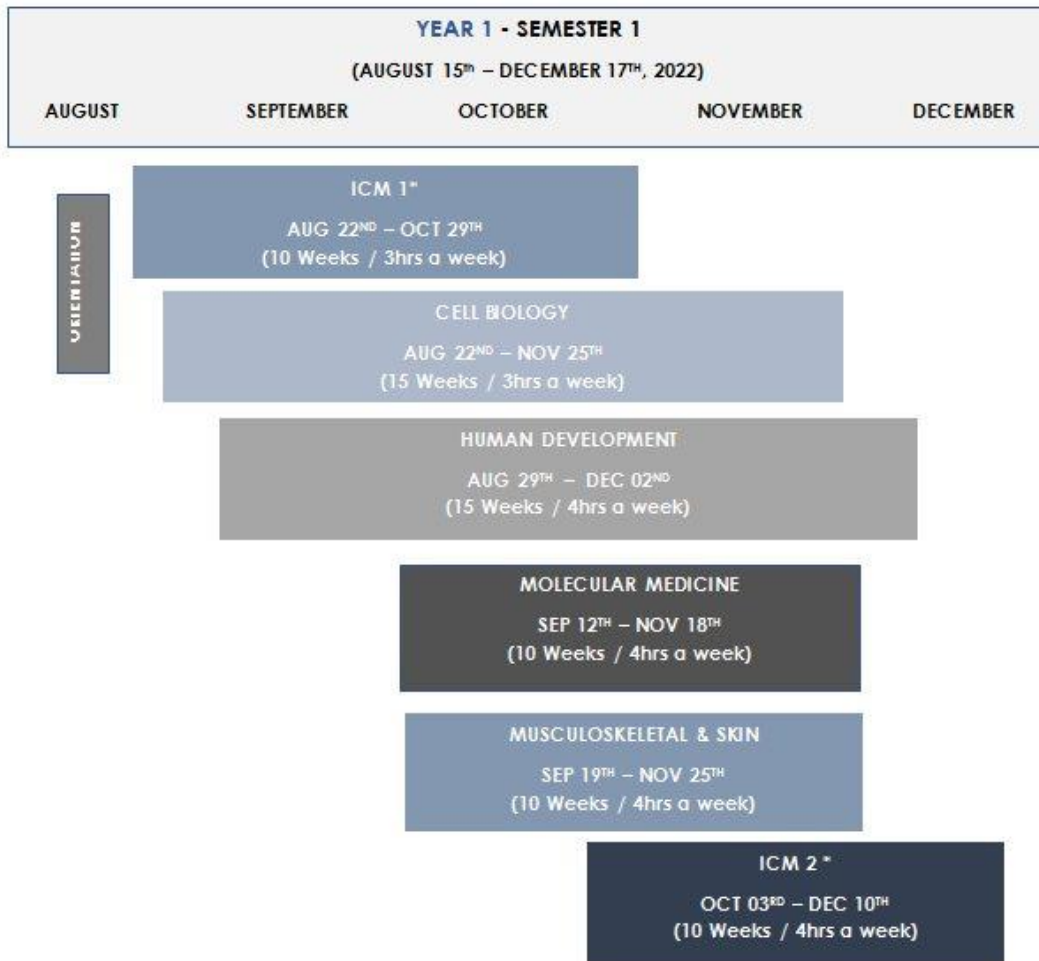 YEAR 1 - SEMESTER 1
(AUGUST 15th – DECEMBER 17TH, 2022)
AUGUST SEPTEMBER OCTOBER NOVEMBER DECEMBER
ORIENTATION
ICM 1*
AUG 22ND – OCT 29TH
(10 Weeks / 3hrs a week)
CELL BIOLOGY
AUG 22ND – NOV 25TH
(15 Weeks / 3hrs a week)
HUMAN DEVELOPMENT
AUG 29TH – DEC 02ND
(15 Weeks / 4hrs a week)
MOLECULAR MEDICINE
SEP 12TH – NOV 18TH
(10 Weeks / 4hrs a week)
MUSCULOSKELETAL & SKIN
SEP 19TH – NOV 25TH
(10 Weeks / 4hrs a week)
ICM 2 *
OCT 03RD – DEC 10TH
(10 Weeks / 4hrs a week)